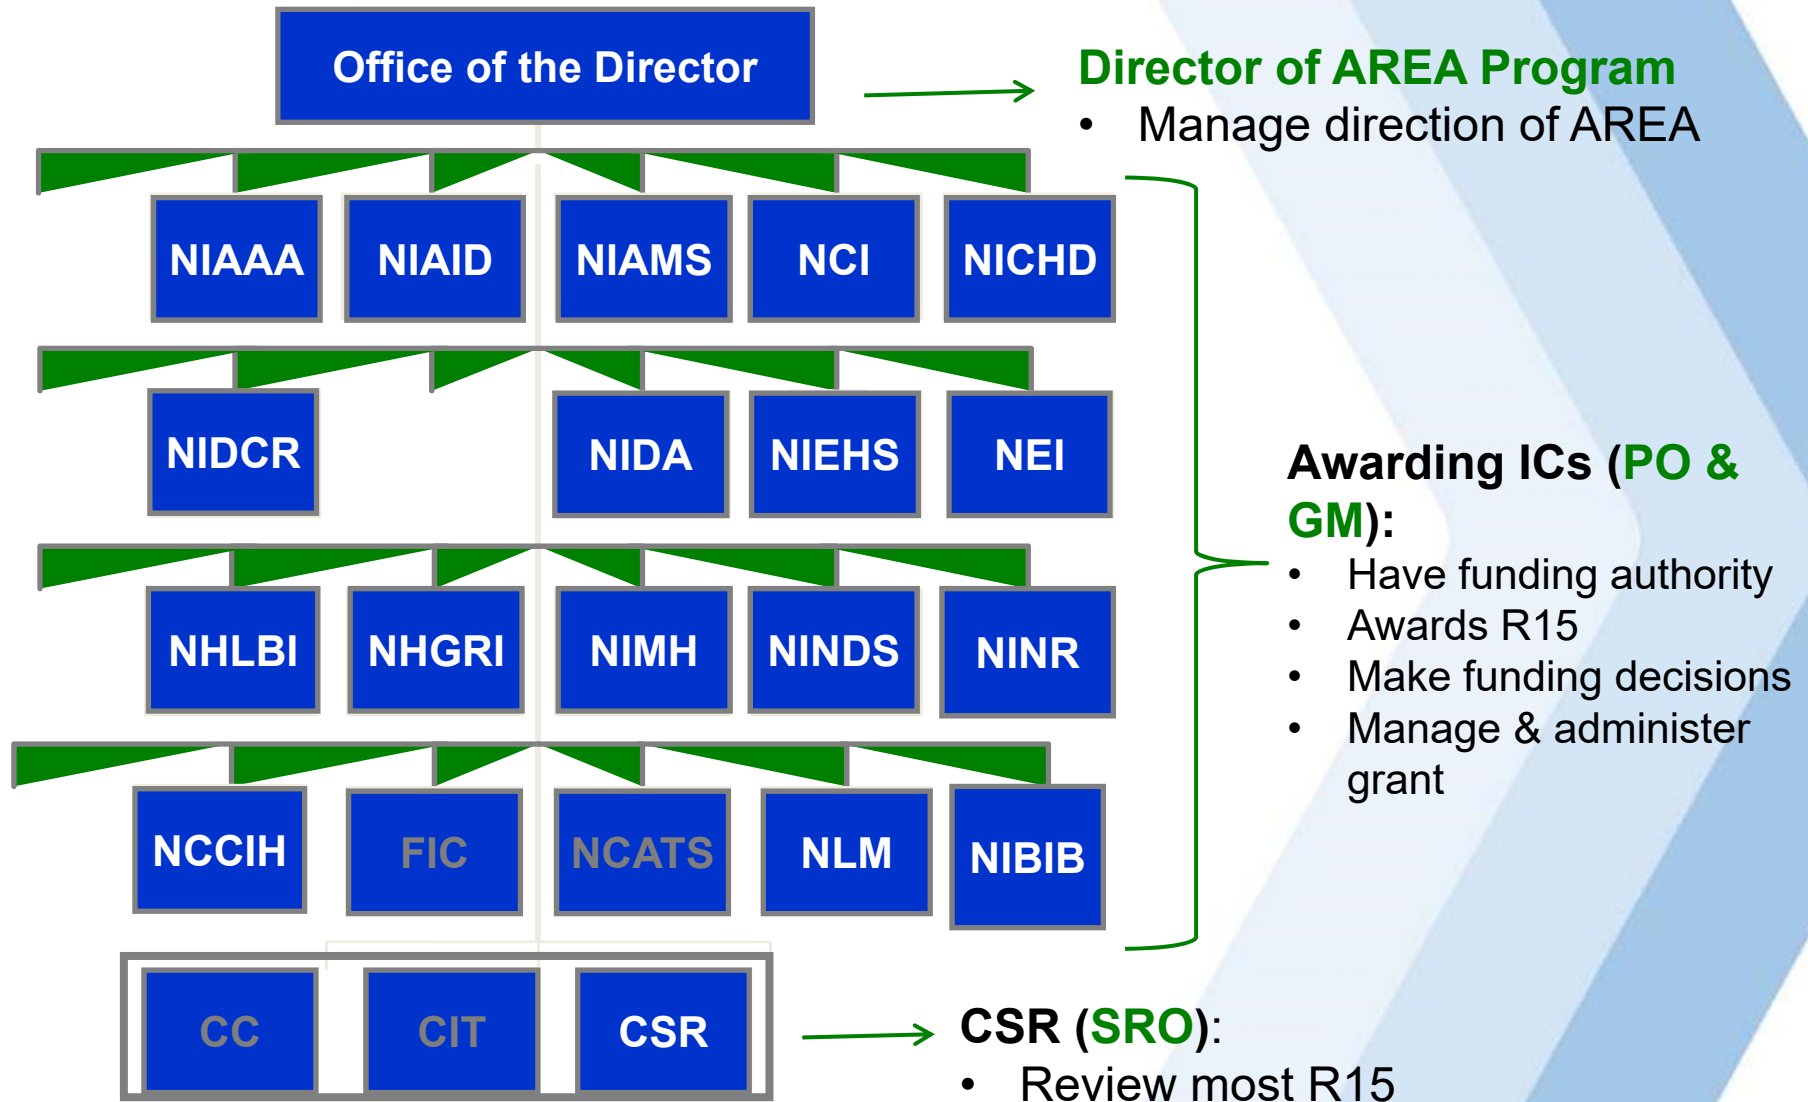 Office of the Director
Director of AREA Program
• Manage direction of AREA
NIAAA
NIAID
NIAMS
NCI
NICHD
NIDCR
NIDA
NIEHS
NEI
NHLBI
NHGRI
NIMH
NINDS
NINR
NCCIH
FIC
NCATS
NLM
NIBIB
Awarding ICs (PO &
GM):
• Have funding authority
• Awards R15
• Make funding decisions
• Manage & administer
grant
CC
CIT
CSR
CSR (SRO):
• Review most R15